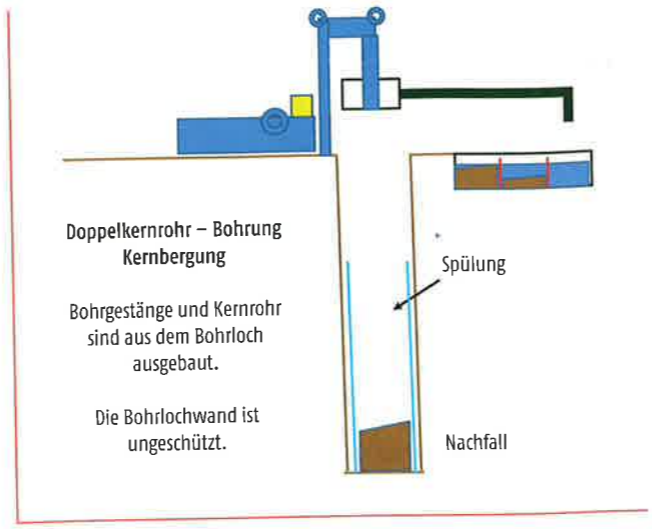 Doppelkernrohr – Bohrung
Kernbergung
Bohrgestänge und Kernrohr
sind aus dem Bohrloch
ausgebaut.
Die Bohrlochwand ist
ungeschützt.
Spülung
Nachfall